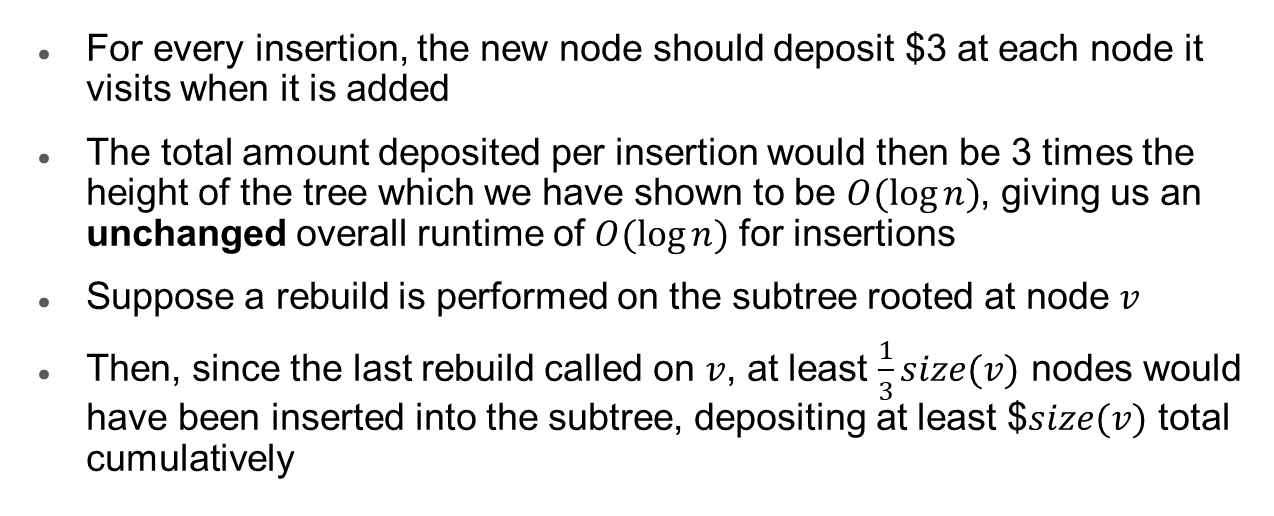 • For every insertion, the new node should deposit $3 at each node it
visits when it is added
• The total amount deposited per insertion would then be 3 times the
height of the tree which we have shown to be 𝑂(log 𝑛), giving us an
unchanged overall runtime of 𝑂(log 𝑛) for insertions
• Suppose a rebuild is performed on the subtree rooted at node 𝑣
• Then, since the last rebuild called on 𝑣, at least 1/3 𝑠𝑖𝑧𝑒(𝑣) nodes would
have been inserted into the subtree, depositing at least $𝑠𝑖𝑧𝑒(𝑣) total
cumulatively